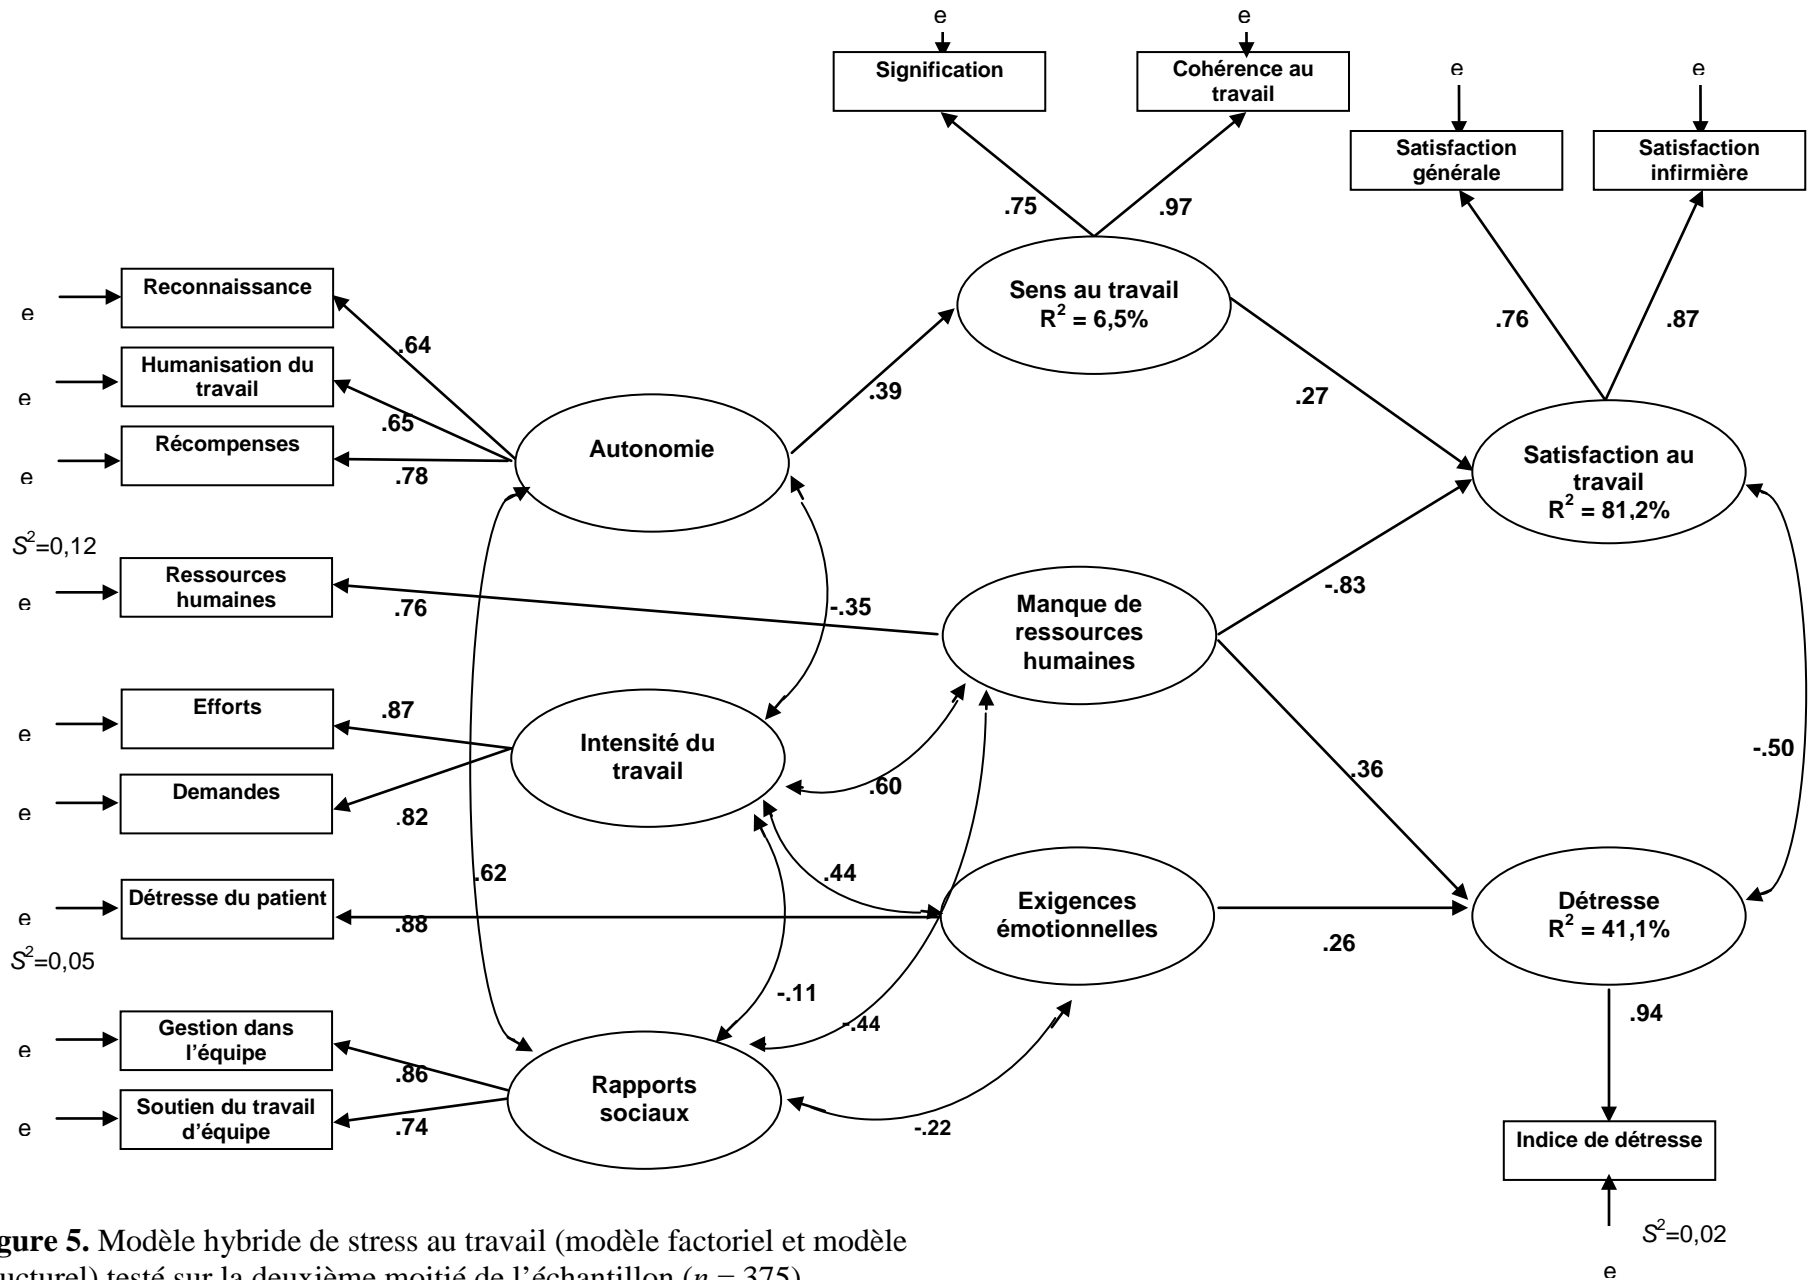 e
e
Signification
Cohérence au
travail
e
e
Satisfaction
générale
Satisfaction
infirmière
.75
.97
Sens au travail
R² = 6,5%
.76
.87
e
Reconnaissance
.64
e
Humanisation du
travail
.65
e
Récompenses
.78
Autonomie
.39
.27
Satisfaction au
travail
R² = 81,2%
S²=0,12
e
Ressources
humaines
.76
-.35
Manque de
ressources
humaines
-.83
e
Efforts
.87
e
Demandes
.82
Intensité du
travail
.60
.36
-.50
.62
.44
e
Détresse du patient
.88
S²=0,05
Exigences
émotionnelles
.26
Détresse
R² = 41,1%
-.11
-.44
.94
e
Gestion dans
l'équipe
.86
e
Soutien du travail
d'équipe
.74
Rapports
sociaux
-.22
Indice de détresse
S²=0,02
e
gure 5. Modèle hybride de stress au travail (modèle factoriel et modèle
ucturel) testé sur la deuxième moitié de l'échantillon (n = 375)